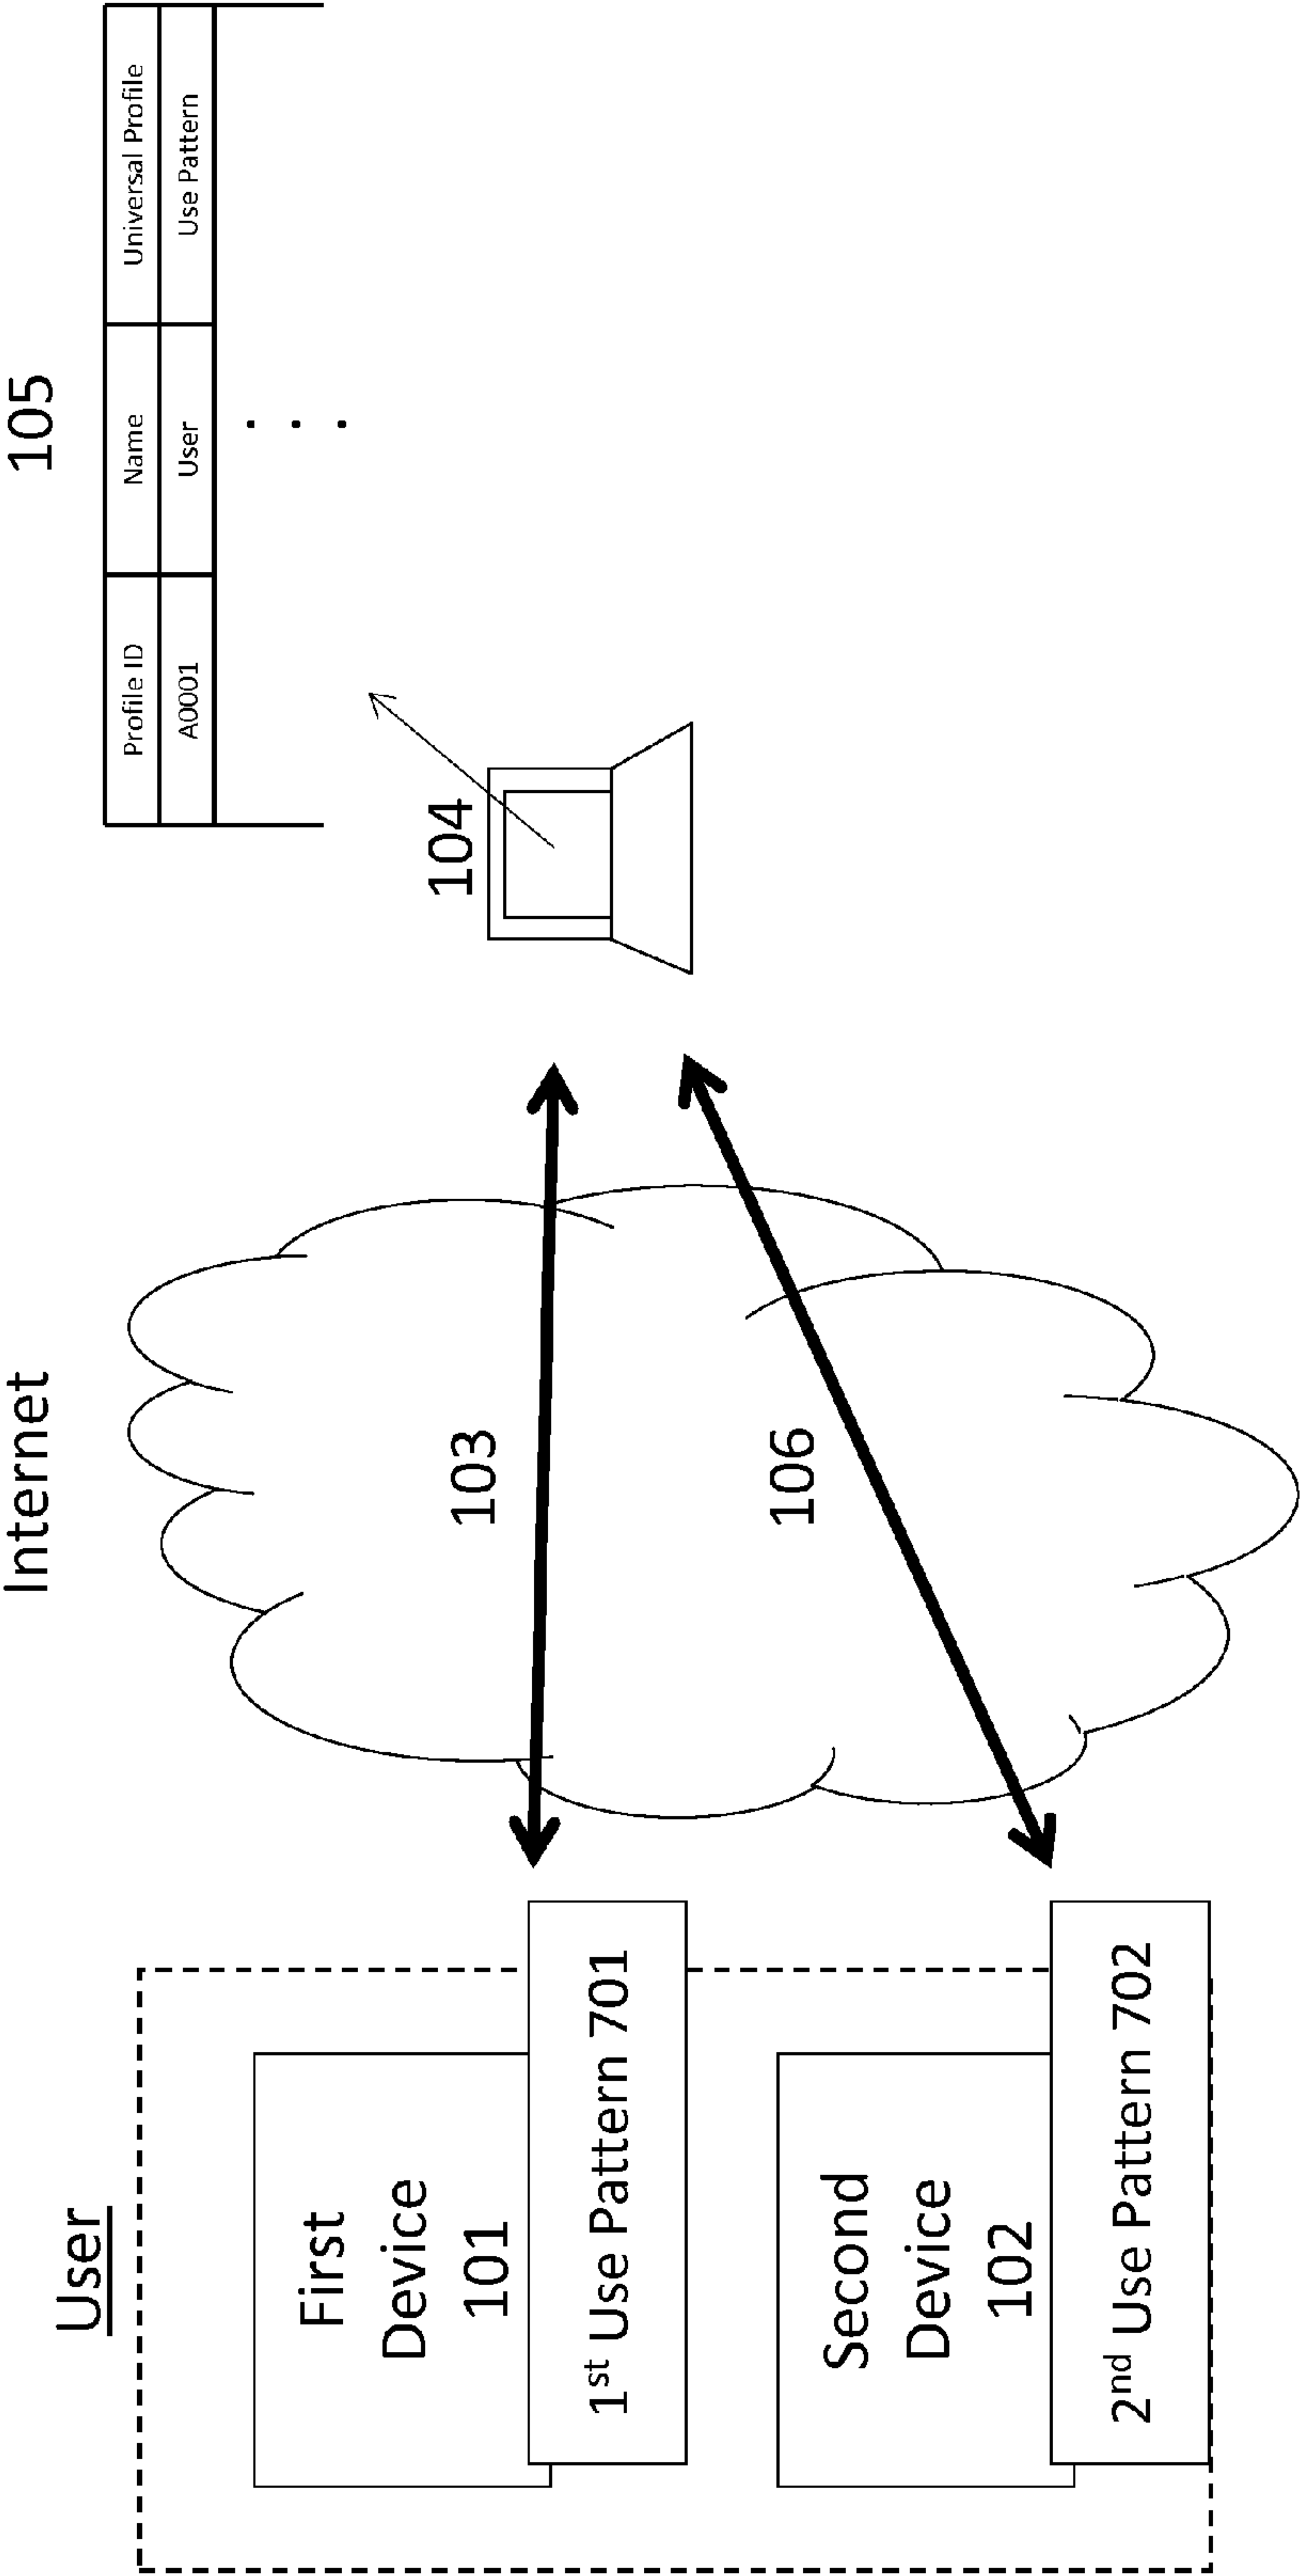 User
Internet
105
First
Device
101
1st Use Pattern 701
Second
Device
102
2nd Use Pattern 702
103
106
104
Profile ID
Name
Universal Profile
A0001
User
Use Pattern